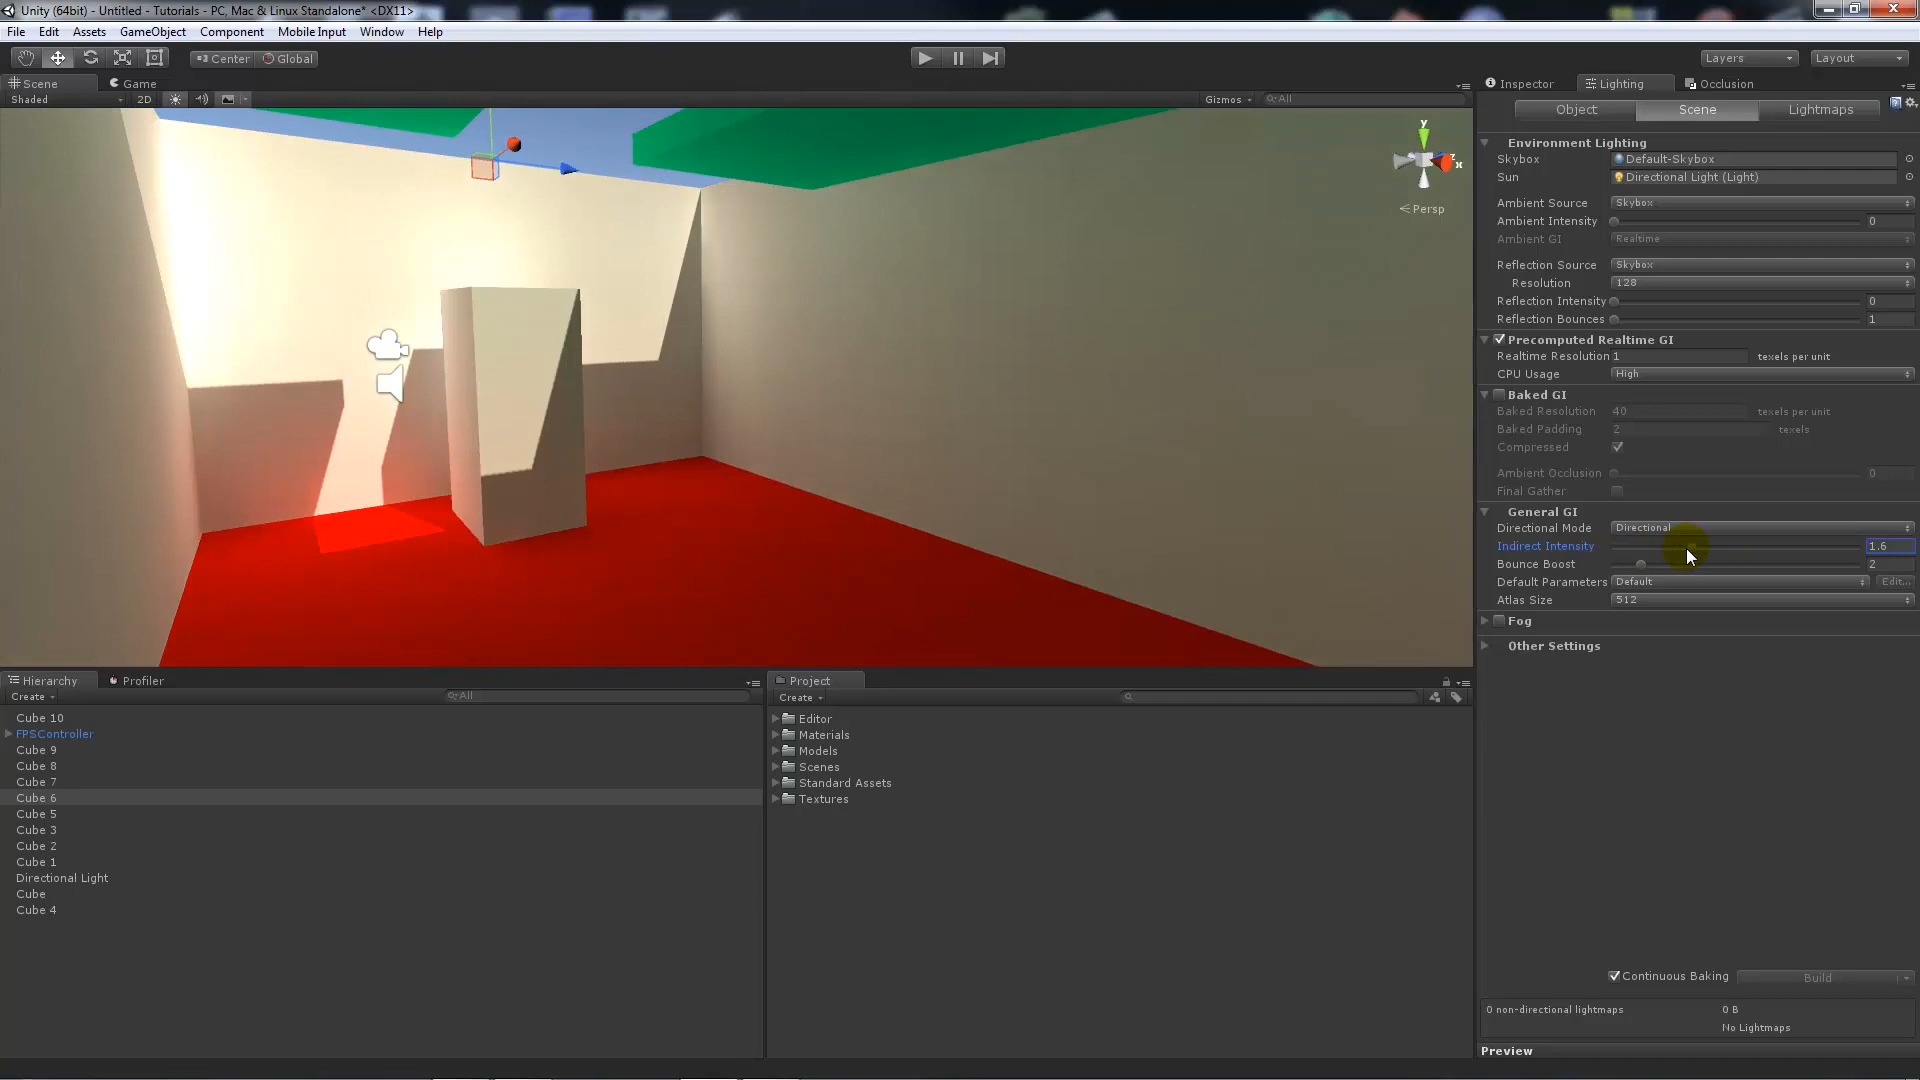 Unity (64bit) - Untitled - Tutorials - PC, Mac & Linux Standalone* <DX11>
File Edit Assets GameObject Component Mobile Input Window Help
Center Global Layers Layout
Scene Game Inspector Lighting Occlusion
Shaded 2D Gizmos All
Object Scene Lightmaps
y
z
x
Persp
Environment Lighting
Skybox Default-Skybox
Sun Directional Light (Light)
Ambient Source Skybox
Ambient Intensity 0
Ambient GI Realtime
Reflection Source Skybox
Resolution 128
Reflection Intensity 0
Reflection Bounces 1
Precomputed Realtime GI
Realtime Resolution 1 texels per unit
CPU Usage High
Baked GI
Baked Resolution 40 texels per unit
Baked Padding 2 texels
Compressed
Ambient Occlusion 0
Final Gather
General GI
Directional Mode Directional
Indirect Intensity 1.6
Bounce Boost 2
Default Parameters Default Edit...
Atlas Size 512
Fog
Other Settings
Continuous Baking Build
0 non-directional lightmaps 0 B
No Lightmaps
Preview
Hierarchy Profiler
Create All
Cube 10
FPSController
Cube 9
Cube 8
Cube 7
Cube 6
Cube 5
Cube 3
Cube 2
Cube 1
Directional Light
Cube
Cube 4
Project
Create
Editor
Materials
Models
Scenes
Standard Assets
Textures